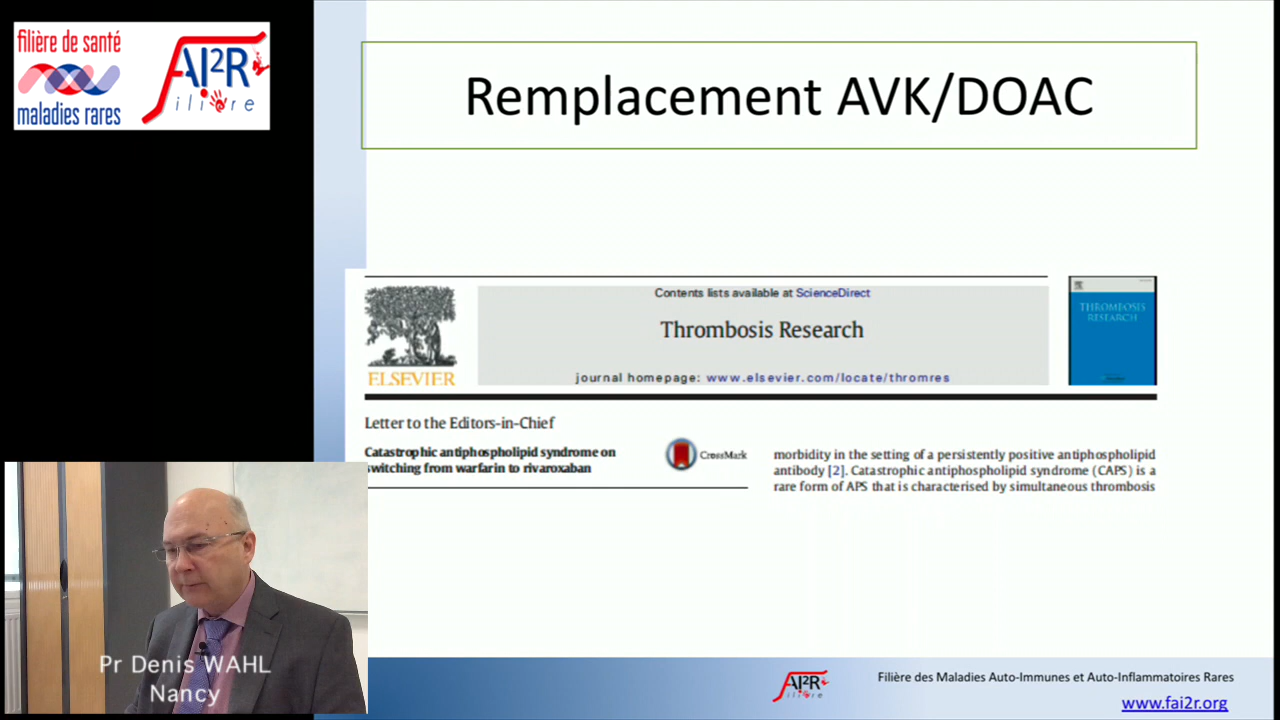 filière de santé
maladies rares
FAI2R
filière
Remplacement AVK/DOAC
Contents lists available at ScienceDirect
Thrombosis Research
journal homepage: www.elsevier.com/locate/thromres
ELSEVIER
THROMBOSIS
RESEARCH
Letter to the Editors-in-Chief
Catastrophic antiphospholipid syndrome on
switching from warfarin to rivaroxaban
CrossMark
morbidity in the setting of a persistently positive antiphospholipid
antibody [2]. Catastrophic antiphospholipid syndrome (CAPS) is a
rare form of APS that is characterised by simultaneous thrombosis
Pr Denis WAHL
Nancy
FAI2R
filière
Filière des Maladies Auto-Immunes et Auto-Inflammatoires Rares
www.fai2r.org